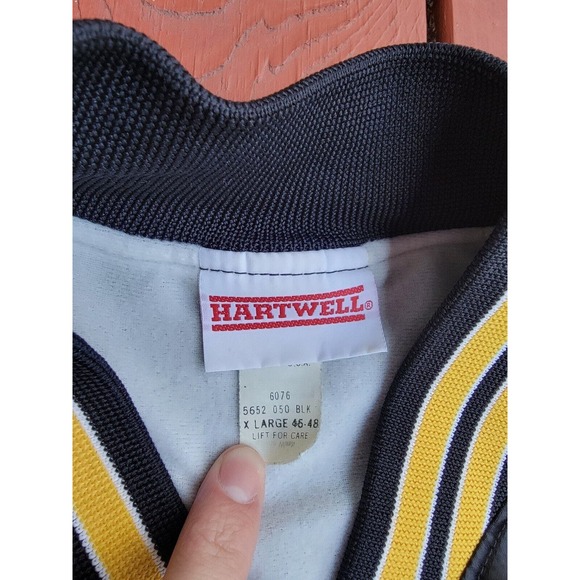 HARTWELL®
U.S.A.
6076
5652 050 BLK
X LARGE 46-48
LIFT FOR CARE